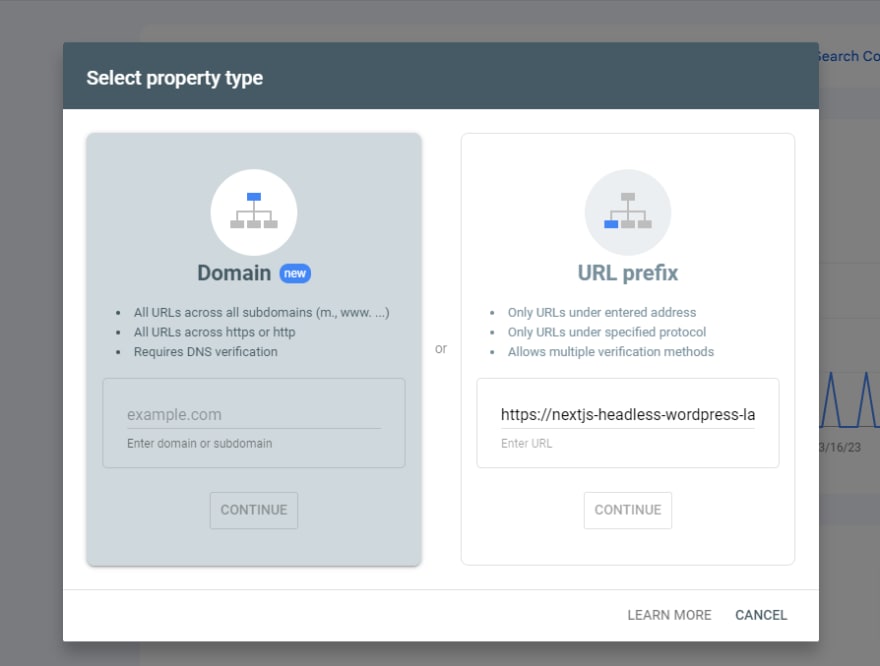 Search Co
Select property type
Domain new
All URLs across all subdomains (m., www. ...)
All URLs across https or http
Requires DNS verification
example.com
Enter domain or subdomain
CONTINUE
or
URL prefix
Only URLs under entered address
Only URLs under specified protocol
Allows multiple verification methods
https://nextjs-headless-wordpress-la
Enter URL
CONTINUE
3/16/23
LEARN MORE CANCEL